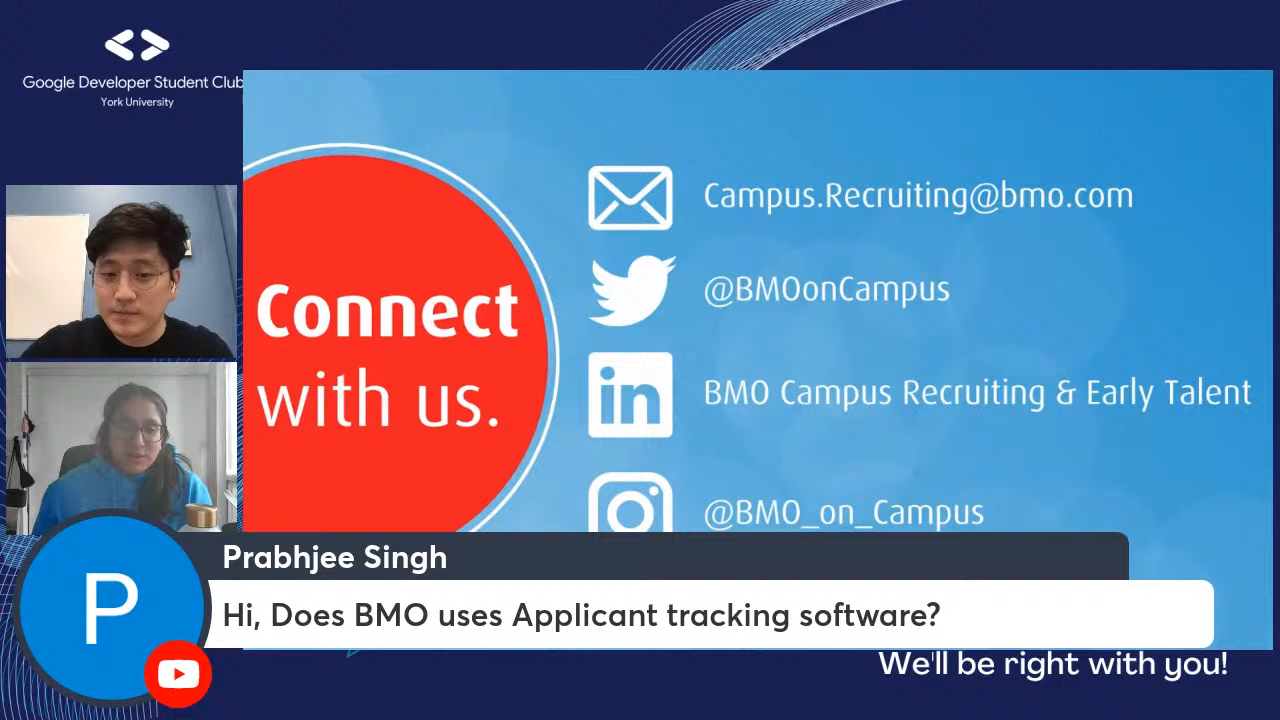 Google Developer Student Club
York University
Connect
with us.
Campus.Recruiting@bmo.com
@BMOonCampus
in
BMO Campus Recruiting & Early Talent
@BMO_on_Campus
Prabhjee Singh
P
Hi, Does BMO uses Applicant tracking software?
We'll be right with you!